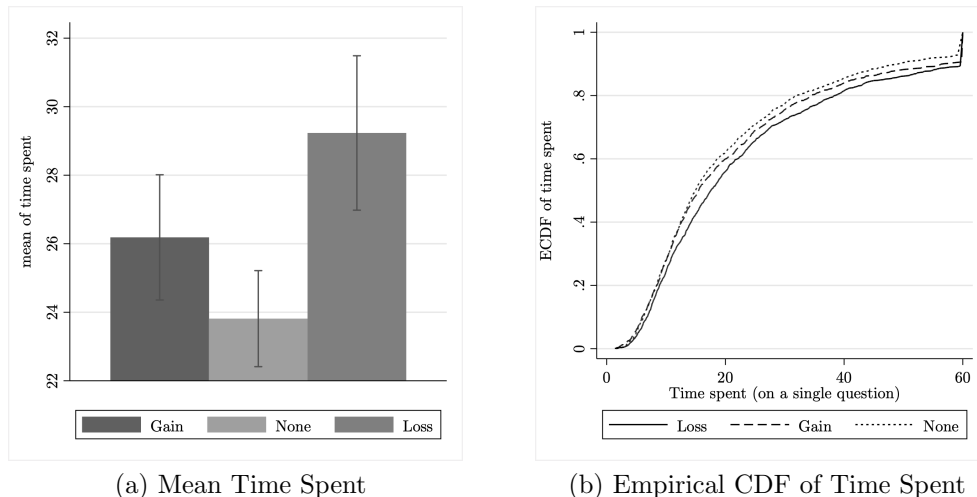 mean of time spent
32
30
28
26
24
22
Gain None Loss
(a) Mean Time Spent
ECDF of time spent
1
.8
.6
.4
.2
0
0 20 40 60
Time spent (on a single question)
Loss Gain None
(b) Empirical CDF of Time Spent